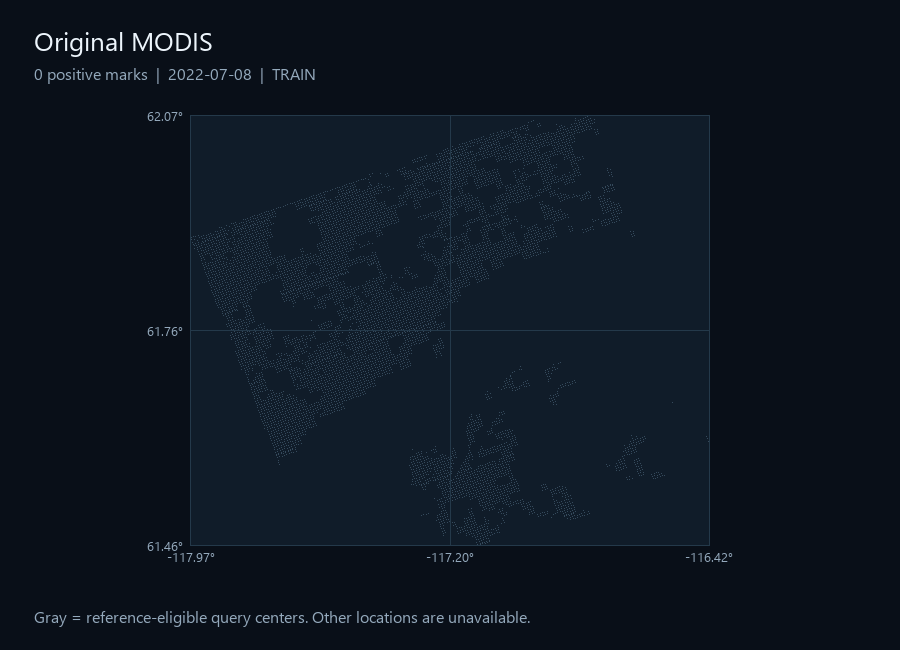 Original MODIS
0 positive marks | 2022-07-08 | TRAIN
62.07°
61.76°
61.46°
-117.97°
-117.20°
-116.42°
Gray = reference-eligible query centers. Other locations are unavailable.